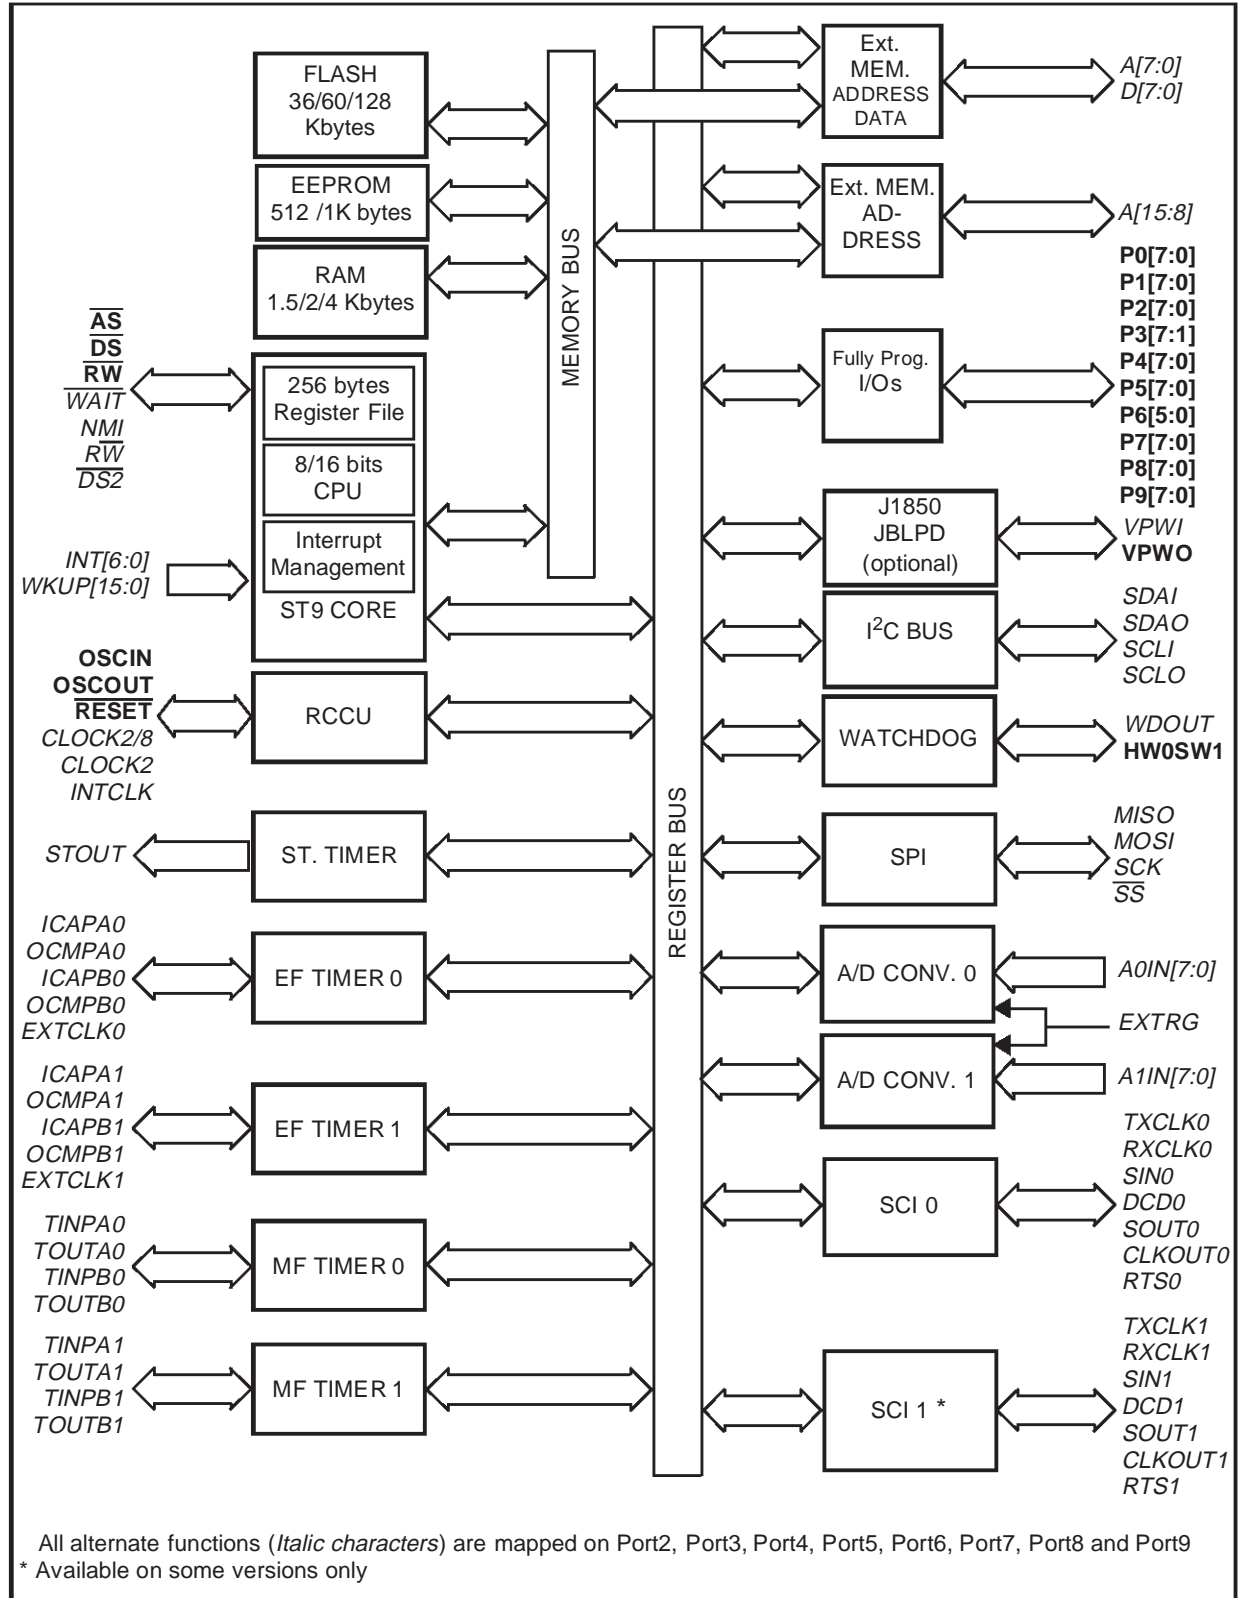 FLASH
36/60/128
Kbytes
EEPROM
512 /1K bytes
RAM
1.5/2/4 Kbytes
AS
DS
RW
WAIT
NMI
RW
DS2
256 bytes
Register File
8/16 bits
CPU
Interrupt
Management
ST9 CORE
INT[6:0]
WKUP[15:0]
OSCIN
OSCOUT
RESET
CLOCK2/8
CLOCK2
INTCLK
RCCU
STOUT
ST. TIMER
ICAPA0
OCMPA0
ICAPB0
OCMPB0
EXTCLK0
EF TIMER 0
ICAPA1
OCMPA1
ICAPB1
OCMPB1
EXTCLK1
EF TIMER 1
TINPA0
TOUTA0
TINPB0
TOUTB0
MF TIMER 0
TINPA1
TOUTA1
TINPB1
TOUTB1
MF TIMER 1
MEMORY BUS
REGISTER BUS
Ext.
MEM.
ADDRESS
DATA
A[7:0]
D[7:0]
Ext. MEM.
AD-
DRESS
A[15:8]
Fully Prog.
I/Os
P0[7:0]
P1[7:0]
P2[7:0]
P3[7:1]
P4[7:0]
P5[7:0]
P6[5:0]
P7[7:0]
P8[7:0]
P9[7:0]
J1850
JBLPD
(optional)
VPWI
VPWO
I²C BUS
SDAI
SDAO
SCLI
SCLO
WATCHDOG
WDOUT
HW0SW1
SPI
MISO
MOSI
SCK
SS
A/D CONV. 0
A0IN[7:0]
EXTRG
A/D CONV. 1
A1IN[7:0]
SCI 0
TXCLK0
RXCLK0
SIN0
DCD0
SOUT0
CLKOUT0
RTS0
SCI 1 *
TXCLK1
RXCLK1
SIN1
DCD1
SOUT1
CLKOUT1
RTS1
All alternate functions (Italic characters) are mapped on Port2, Port3, Port4, Port5, Port6, Port7, Port8 and Port9
* Available on some versions only